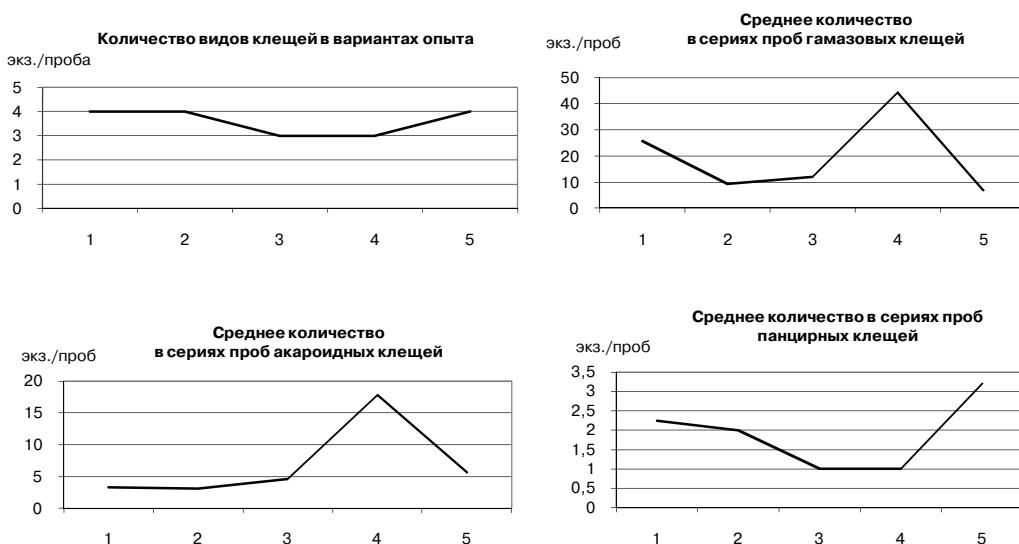 Количество видов клещей в вариантах опыта
экз./проба
5
4
3
2
1
0
1 2 3 4 5
Среднее количество
в сериях проб гамазовых клещей
экз./проб
50
40
30
20
10
0
1 2 3 4 5
Среднее количество
в сериях проб акароидных клещей
экз./проб
20
15
10
5
0
1 2 3 4 5
Среднее количество в сериях проб
панцирных клещей
экз./проб
3,5
3
2,5
2
1,5
1
0,5
0
1 2 3 4 5